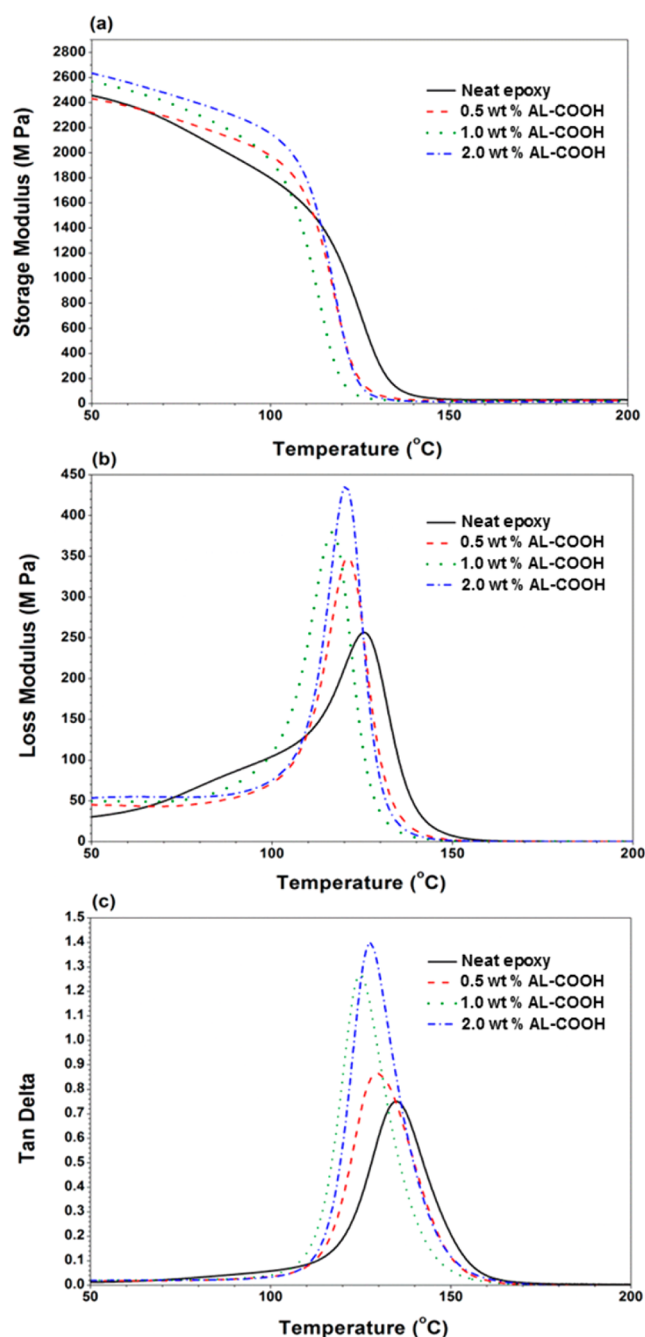 (a)
2800
2600
2400
2200
2000
1800
1600
1400
1200
1000
800
600
400
200
0
Storage Modulus (M Pa)
Neat epoxy
0.5 wt % AL-COOH
1.0 wt % AL-COOH
2.0 wt % AL-COOH
50 100 150 200
Temperature (°C)
(b)
450
400
350
300
250
200
150
100
50
0
Loss Modulus (M Pa)
Neat epoxy
0.5 wt % AL-COOH
1.0 wt % AL-COOH
2.0 wt % AL-COOH
50 100 150 200
Temperature (°C)
(c)
1.5
1.4
1.3
1.2
1.1
1.0
0.9
0.8
0.7
0.6
0.5
0.4
0.3
0.2
0.1
0.0
Tan Delta
Neat epoxy
0.5 wt % AL-COOH
1.0 wt % AL-COOH
2.0 wt % AL-COOH
50 100 150 200
Temperature (°C)